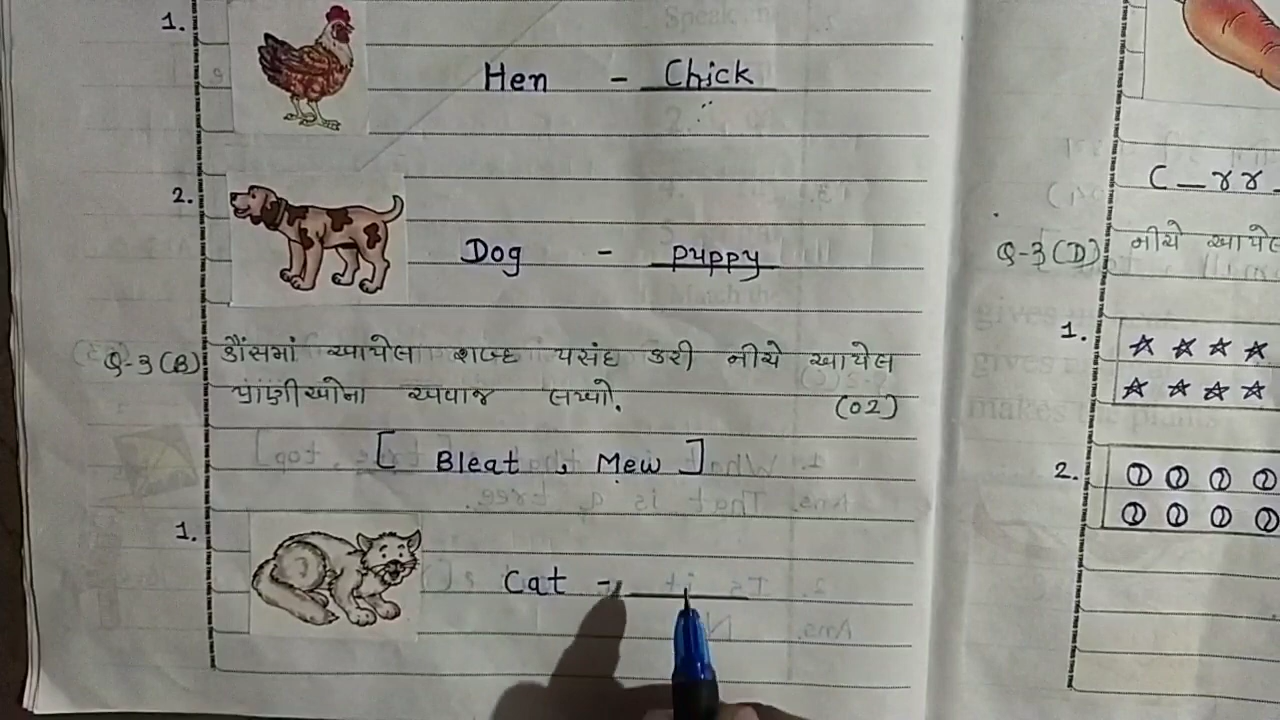 1.
Hen - Chick
2.
Dog - puppy
Q-3 (B) કૌંસમાં આપેલ શબ્દ પસંદ કરી નીચે આપેલ
પ્રાણીઓના અવાજ લખો. (02)
[ Bleat , Mew ]
1.
Cat -
C_rr
Q-3 (D) નીચે આપેલ
1.
2.